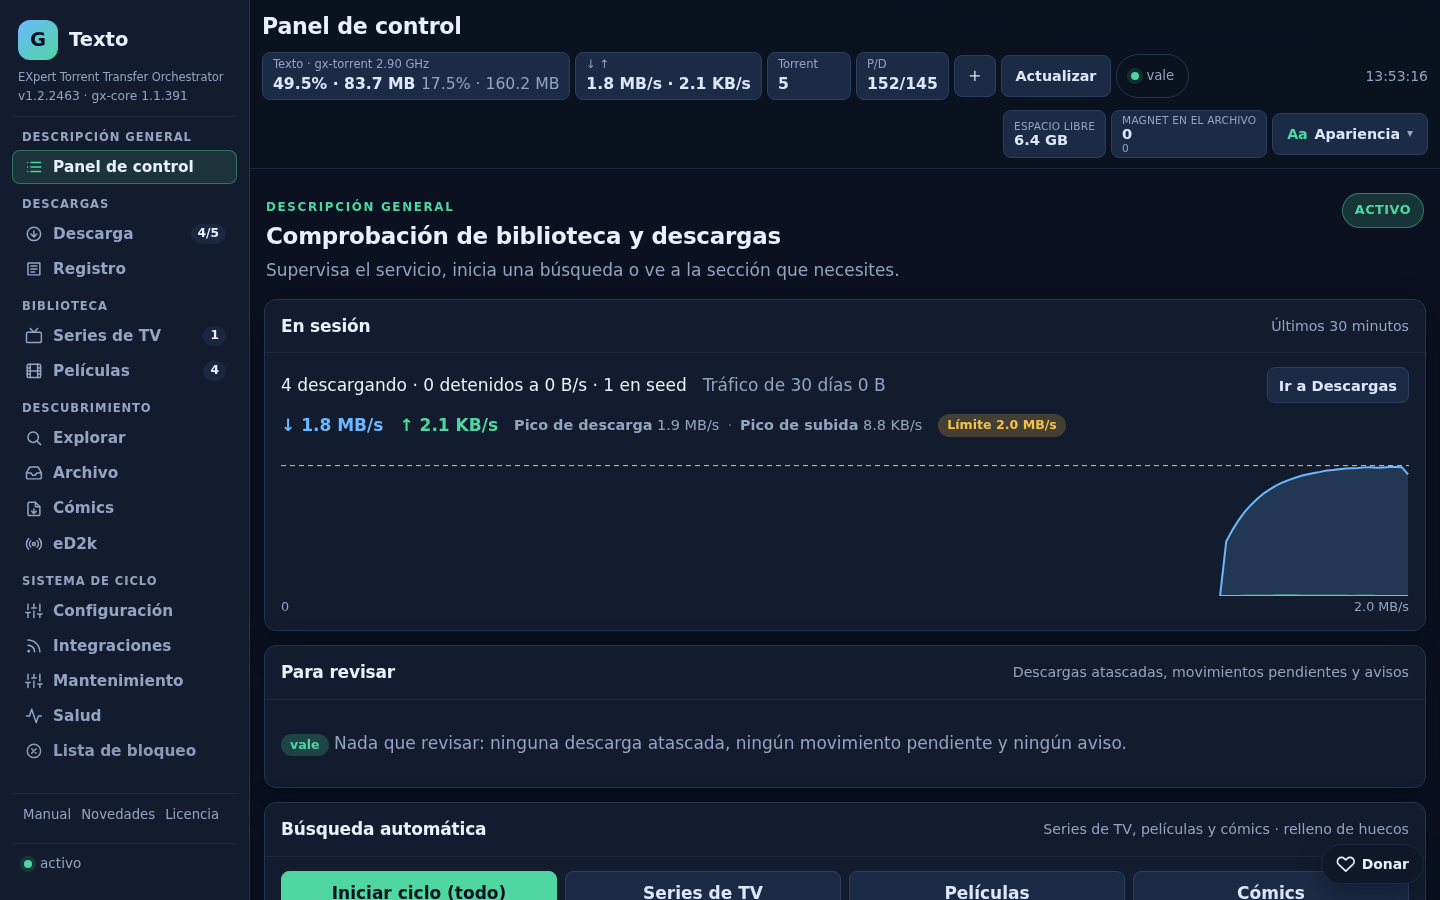 G Texto
EXpert Torrent Transfer Orchestrator
v1.2.2463 · gx-core 1.1.391
DESCRIPCIÓN GENERAL
Panel de control
DESCARGAS
Descarga 4/5
Registro
BIBLIOTECA
Series de TV 1
Películas 4
DESCUBRIMIENTO
Explorar
Archivo
Cómics
eD2k
SISTEMA DE CICLO
Configuración
Integraciones
Mantenimiento
Salud
Lista de bloqueo
Manual Novedades Licencia
activo
Panel de control
Texto · gx-torrent 2.90 GHz
49.5% · 83.7 MB 17.5% · 160.2 MB
↓ ↑
1.8 MB/s · 2.1 KB/s
Torrent
5
P/D
152/145
+
Actualizar
vale
13:53:16
ESPACIO LIBRE
6.4 GB
MAGNET EN EL ARCHIVO
0
0
Aa Apariencia ▾
DESCRIPCIÓN GENERAL
Comprobación de biblioteca y descargas
Supervisa el servicio, inicia una búsqueda o ve a la sección que necesites.
ACTIVO
En sesión
Últimos 30 minutos
4 descargando · 0 detenidos a 0 B/s · 1 en seed Tráfico de 30 días 0 B
Ir a Descargas
↓ 1.8 MB/s ↑ 2.1 KB/s Pico de descarga 1.9 MB/s · Pico de subida 8.8 KB/s Límite 2.0 MB/s
0
2.0 MB/s
Para revisar
Descargas atascadas, movimientos pendientes y avisos
vale Nada que revisar: ninguna descarga atascada, ningún movimiento pendiente y ningún aviso.
Búsqueda automática
Series de TV, películas y cómics · relleno de huecos
Donar
Iniciar ciclo (todo)
Series de TV
Películas
Cómics